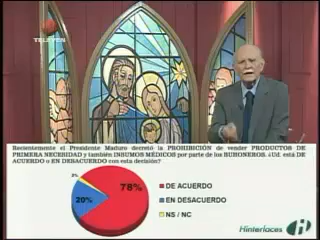 TELEVEN
Recientemente el Presidente Maduro decretó la PROHIBICIÓN de vender PRODUCTOS DE
PRIMERA NECESIDAD y también INSUMOS MEDICOS por parte de los BUHONEROS. ¿Ud. está DE
ACUERDO o EN DESACUERDO con esta decisión?
2%
78%
20%
DE ACUERDO
EN DESACUERDO
NS / NC
Hinterlaces